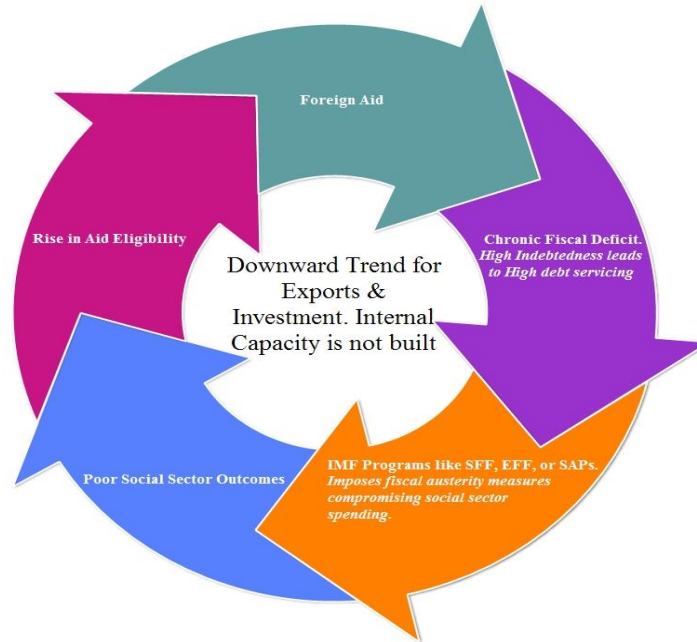 Foreign Aid
Chronic Fiscal Deficit.
High Indebtedness leads
to High debt servicing
IMF Programs like SFF, EFF, or SAPs.
Imposes fiscal austerity measures
compromising social sector
spending.
Poor Social Sector Outcomes
Rise in Aid Eligibility
Downward Trend for
Exports &
Investment. Internal
Capacity is not built